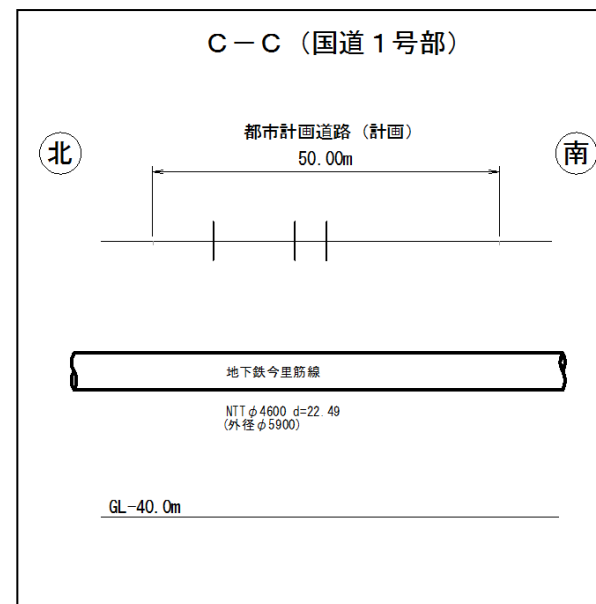 C－C（国道１号部）
都市計画道路（計画）
北
南
50.00m
地下鉄今里筋線
NTTφ4600 d=22.49
(外径φ5900)
GL-40.0m